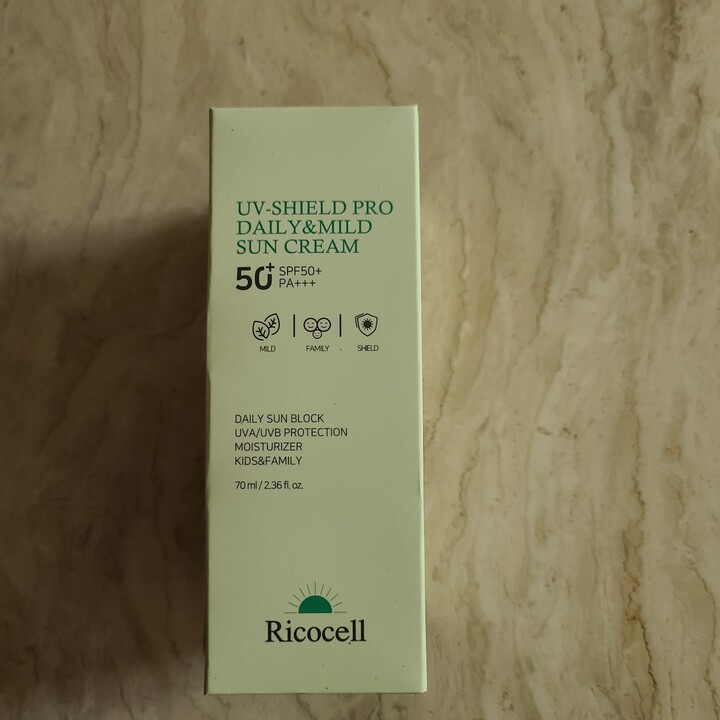 UV-SHIELD PRO
DAILY&MILD
SUN CREAM
50+ SPF50+
PA+++
MILD FAMILY SHIELD
DAILY SUN BLOCK
UVA/UVB PROTECTION
MOISTURIZER
KIDS&FAMILY
70 ml / 2.36 fl. oz.
Ricocell